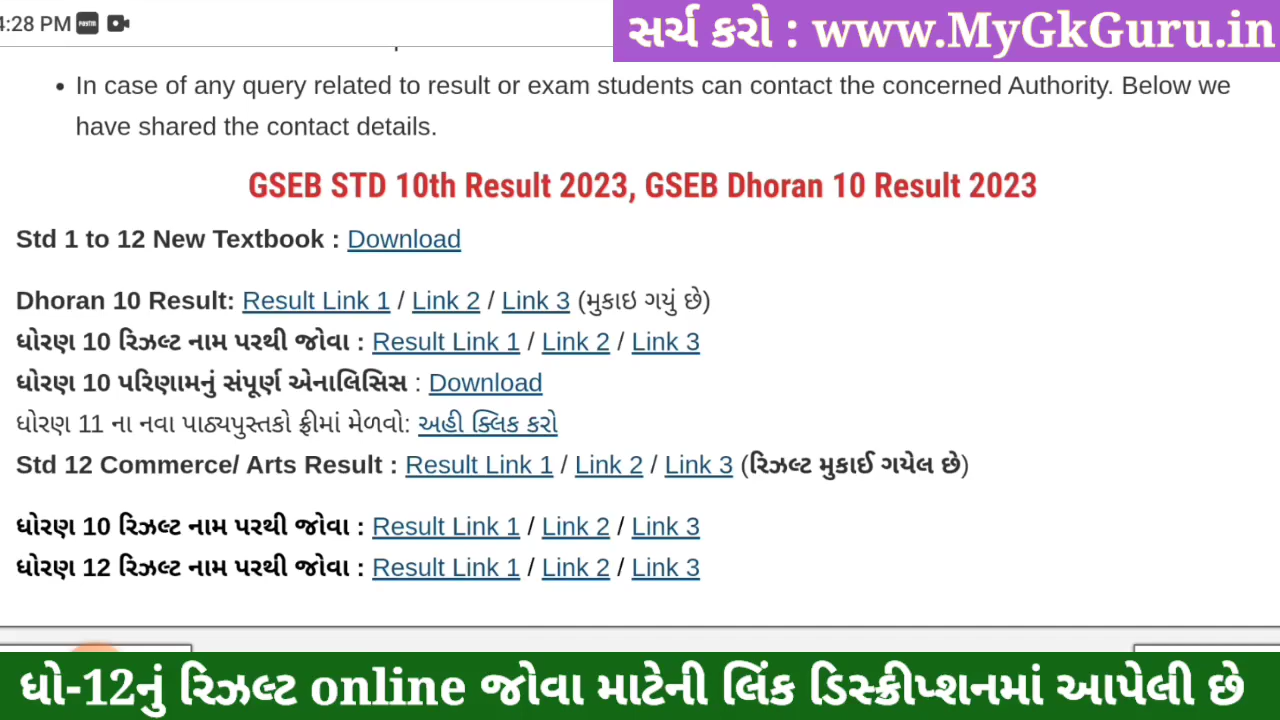 4:28 PM
સર્ચ કરો : www.MyGkGuru.in
• In case of any query related to result or exam students can contact the concerned Authority. Below we
have shared the contact details.
GSEB STD 10th Result 2023, GSEB Dhoran 10 Result 2023
Std 1 to 12 New Textbook : Download
Dhoran 10 Result: Result Link 1 / Link 2 / Link 3 (મુકાઇ ગયું છે)
ધોરણ 10 રિઝલ્ટ નામ પરથી જોવા : Result Link 1 / Link 2 / Link 3
ધોરણ 10 પરિણામનું સંપૂર્ણ એનાલિસિસ : Download
ધોરણ 11 ના નવા પાઠ્યપુસ્તકો ફ્રીમાં મેળવો: અહી ક્લિક કરો
Std 12 Commerce/ Arts Result : Result Link 1 / Link 2 / Link 3 (રિઝલ્ટ મુકાઈ ગયેલ છે)
ધોરણ 10 રિઝલ્ટ નામ પરથી જોવા : Result Link 1 / Link 2 / Link 3
ધોરણ 12 રિઝલ્ટ નામ પરથી જોવા : Result Link 1 / Link 2 / Link 3
ધો-12નું રિઝલ્ટ online જોવા માટેની લિંક ડિસ્ક્રીપ્શનમાં આપેલી છે